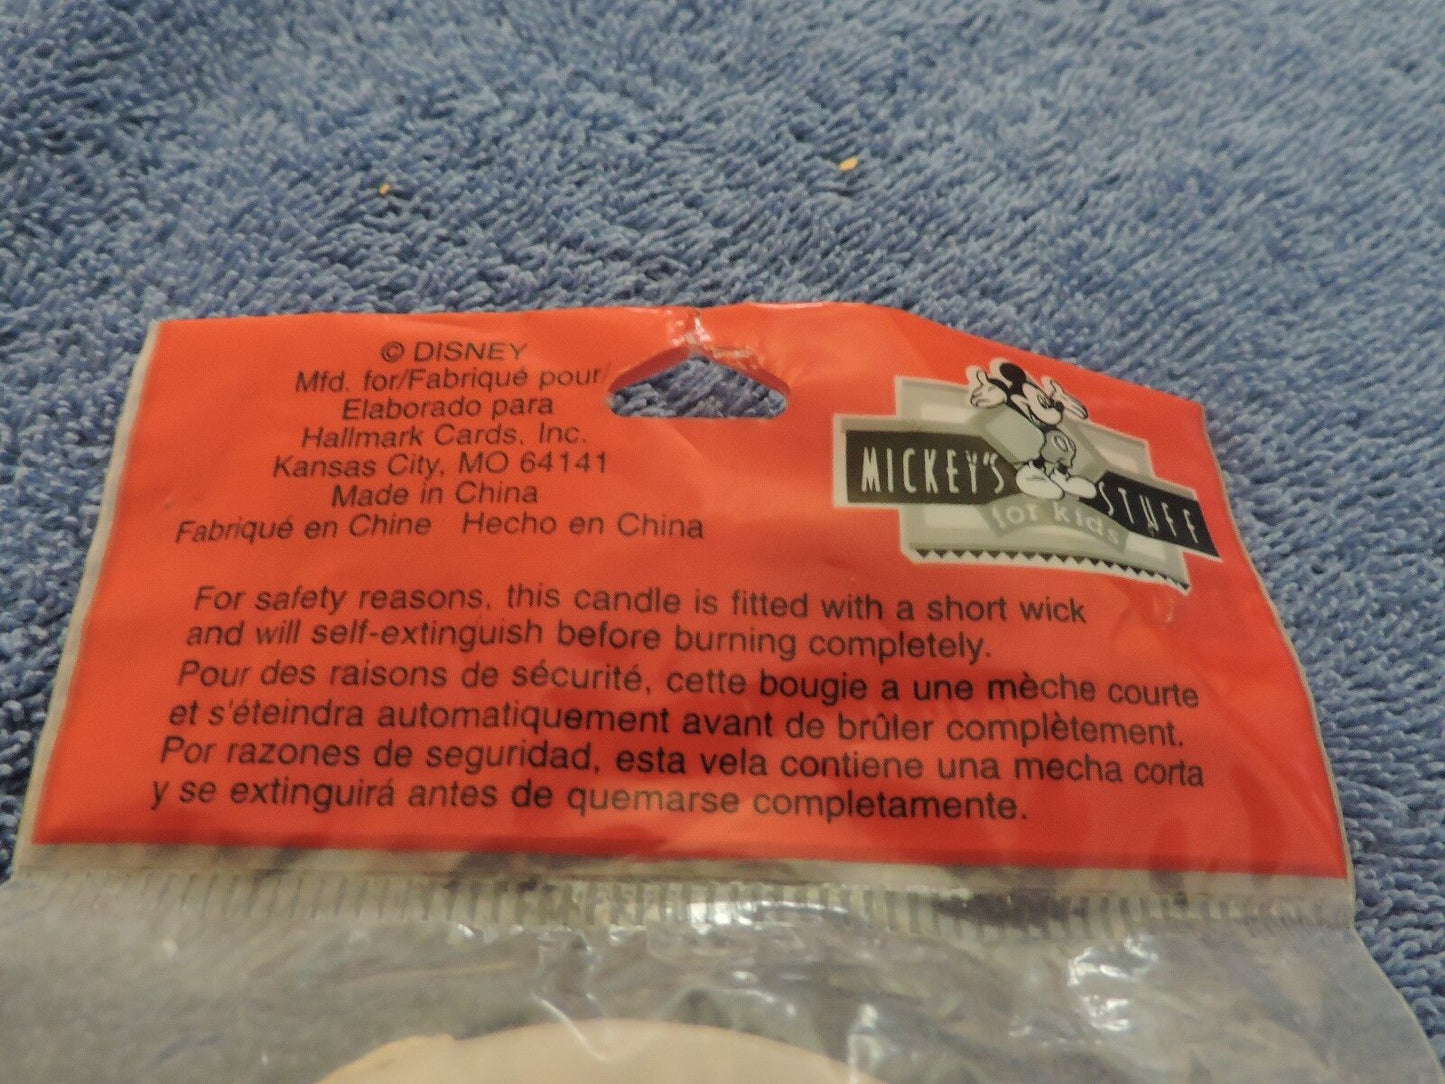 © DISNEY
Mfd. for/Fabriqué pour/
Elaborado para
Hallmark Cards, Inc.
Kansas City, MO 64141
Made in China
Fabriqué en Chine Hecho en China
MICKEY'S STUFF
for kids
For safety reasons, this candle is fitted with a short wick
and will self-extinguish before burning completely.
Pour des raisons de sécurité, cette bougie a une mèche courte
et s'éteindra automatiquement avant de brûler complètement.
Por razones de seguridad, esta vela contiene una mecha corta
y se extinguirá antes de quemarse completamente.